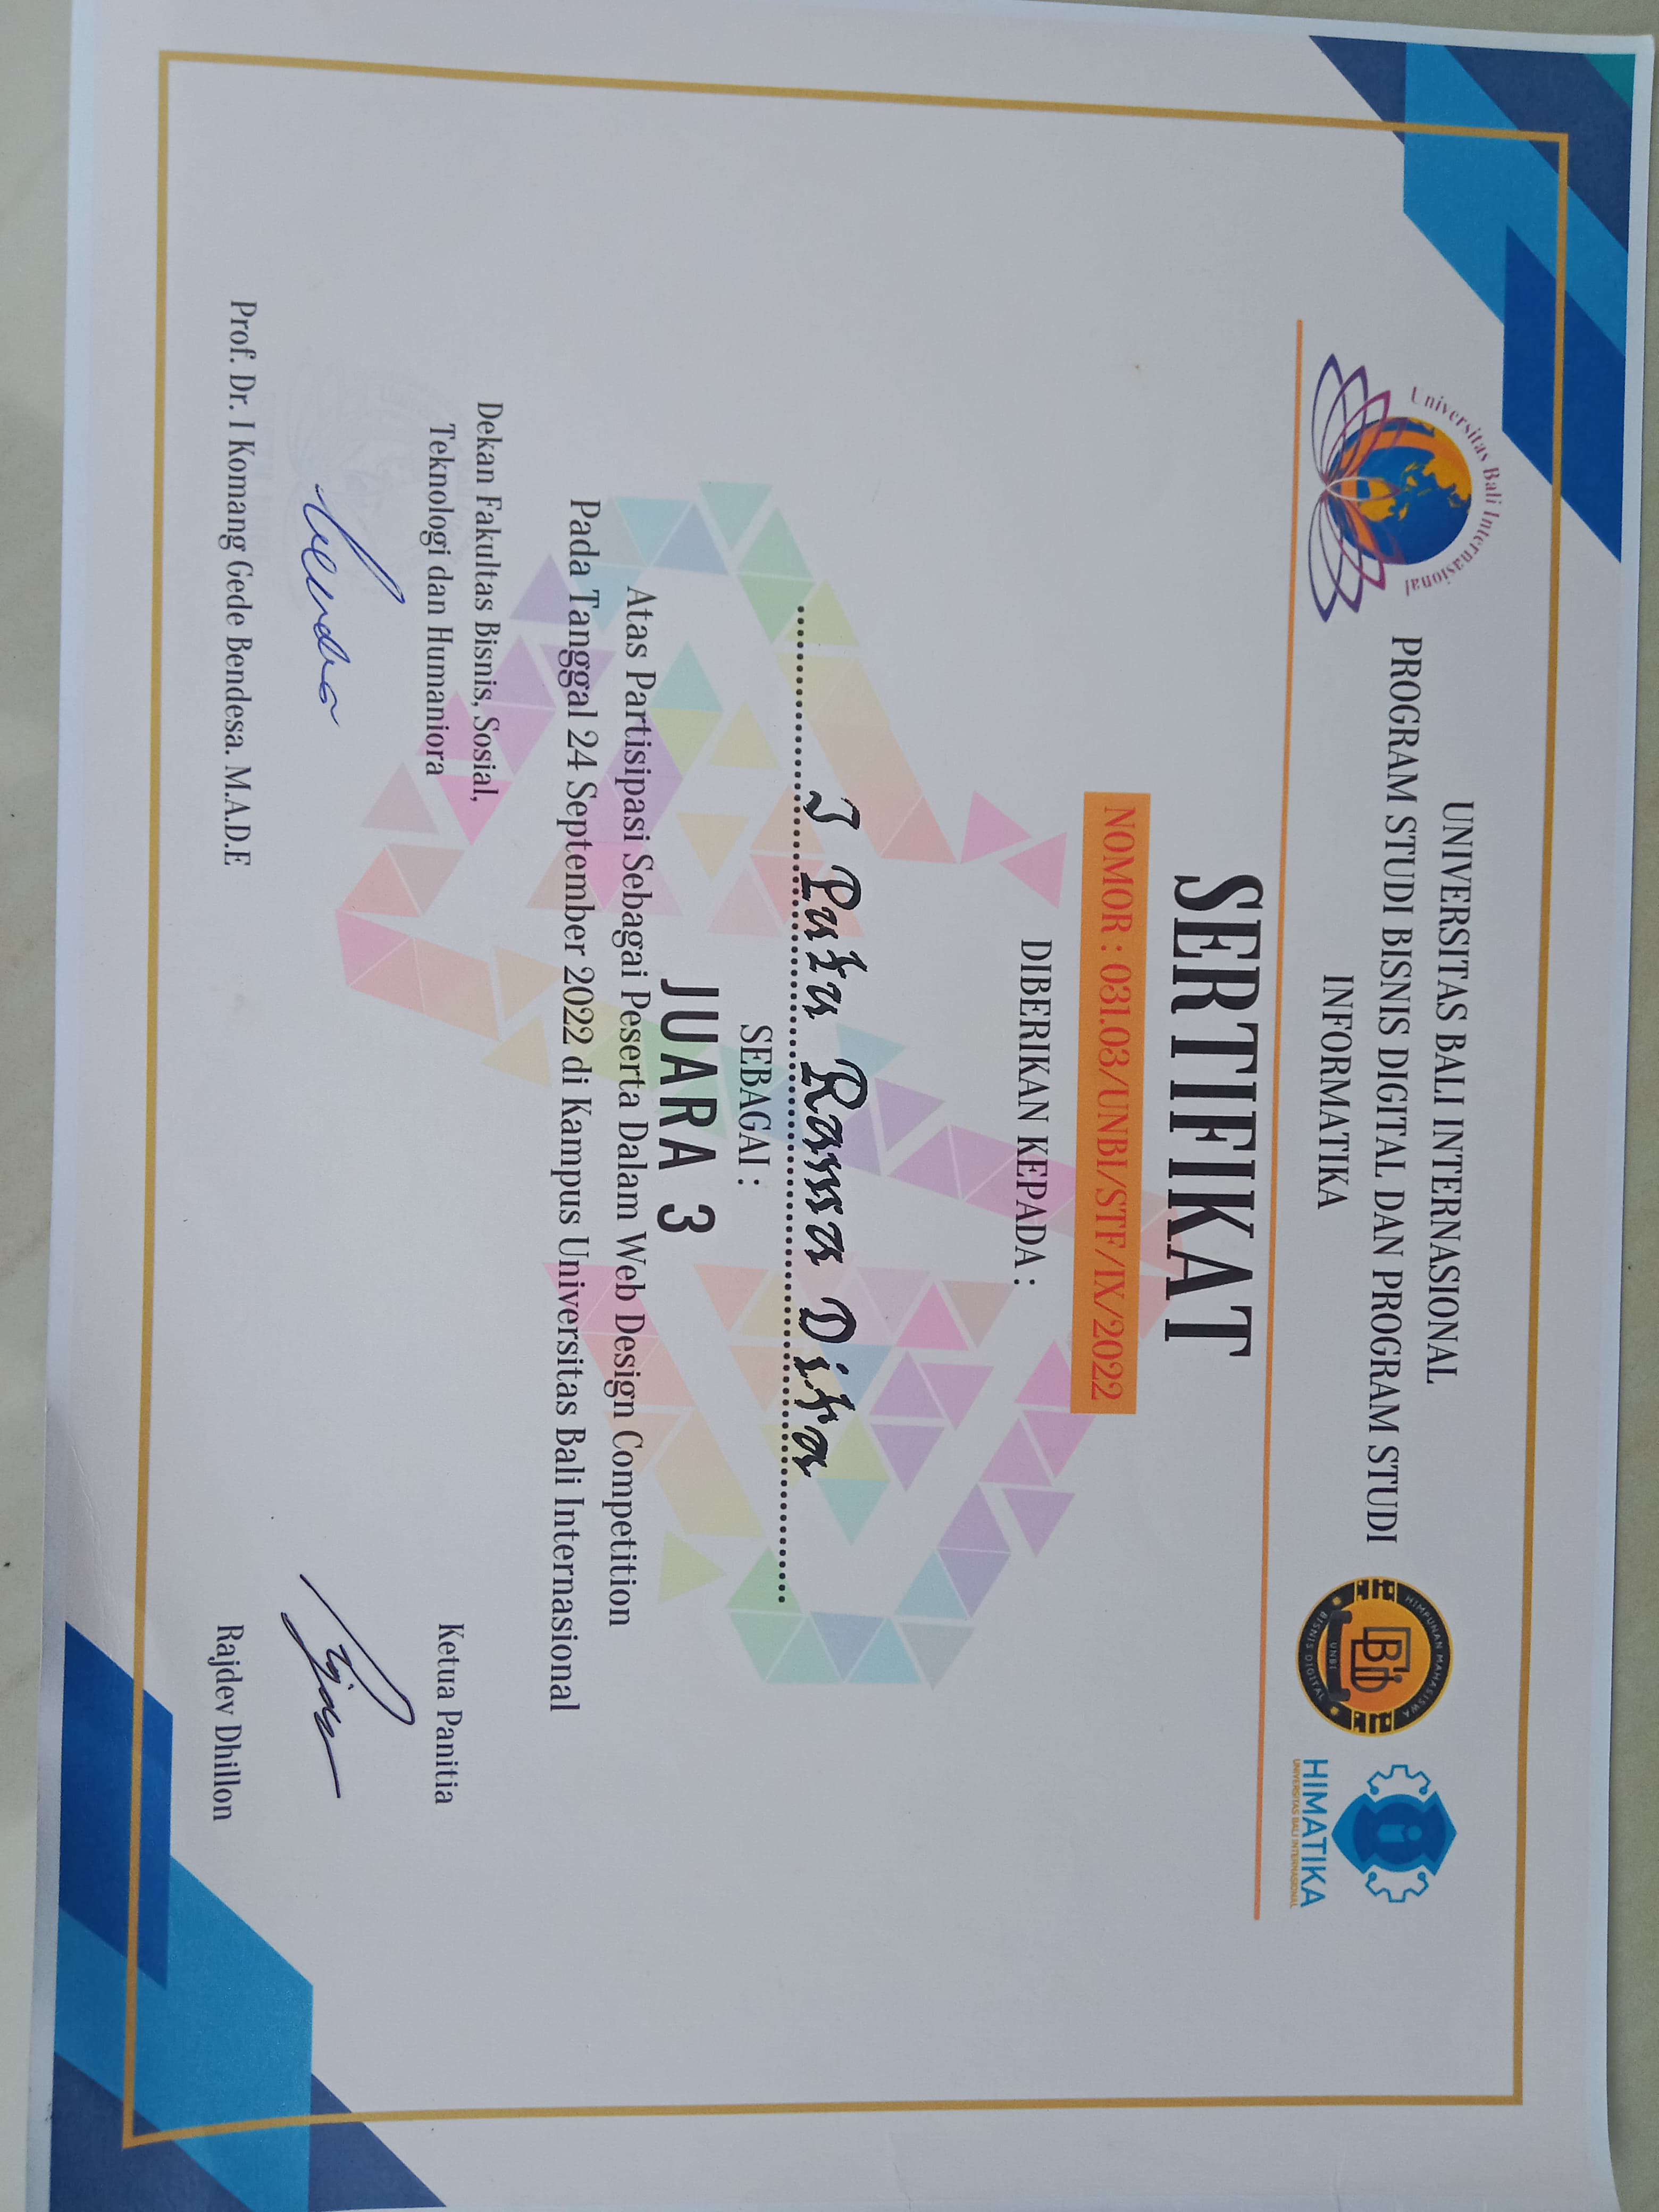 Universitas Bali Internasional
UNIVERSITAS BALI INTERNASIONAL
PROGRAM STUDI BISNIS DIGITAL DAN PROGRAM STUDI
INFORMATIKA
HIMPUNAN MAHASISWA
BD
UNBI
BISNIS DIGITAL
HIMATIKA
UNIVERSITAS BALI INTERNASIONAL
SERTIFIKAT
NOMOR : 031.03/UNBI/STF/IX/2022
DIBERIKAN KEPADA :
I Putu Rama Dita
SEBAGAI :
JUARA 3
Atas Partisipasi Sebagai Peserta Dalam Web Design Competition
Pada Tanggal 24 September 2022 di Kampus Universitas Bali Internasional
Dekan Fakultas Bisnis, Sosial,
Teknologi dan Humaniora
Prof. Dr. I Komang Gede Bendesa. M.A.D.E
Ketua Panitia
Rajdev Dhillon